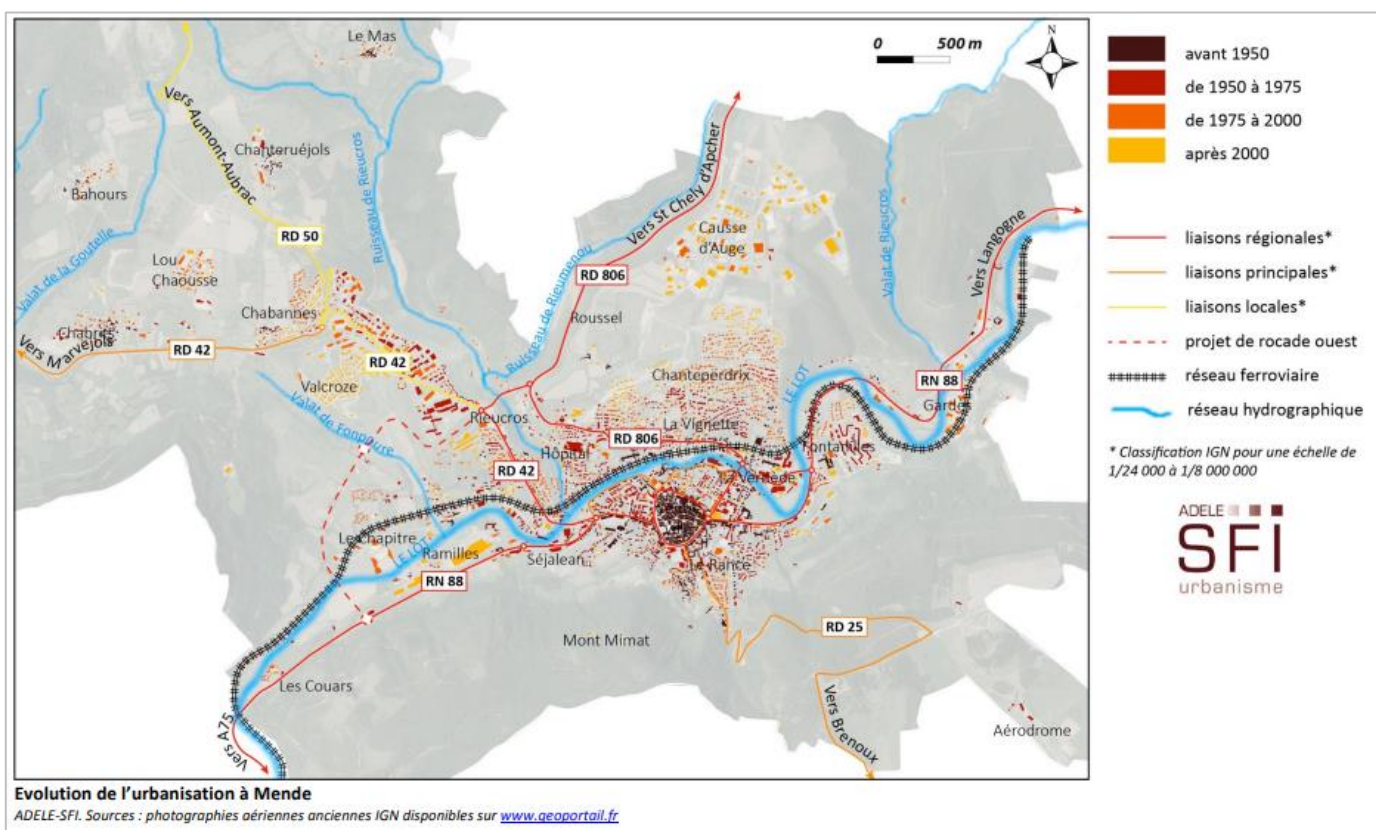 Le Mas
0 500 m
N
Vers Aumont-Aubrac
Chanteruéjols
Ruisseau de Rieucros
Vers St Chely d'Apcher
Bahours
Causse
d'Auge
Valat de Rieucros
Vers Langogne
RD 50
Valat de la Goutelle
Lou
Chaousse
Ruisseau de Rieumenou
RD 806
Chabannes
Roussel
Vers Marvejols
RD 42
RD 42
Valcroze
Chanteperdrix
RN 88
LE LOT
Garde
Valat de Fonpoure
Rieucros
La Vignette
RD 806
Hôpital
Fontanilles
RD 42
La Vernède
Le Chapitre
LE LOT
Ramilles
Séjalean
Le Rance
RN 88
RD 25
Mont Mimat
Les Couars
Vers A75
Vers Brenoux
Aérodrome
avant 1950
de 1950 à 1975
de 1975 à 2000
après 2000
liaisons régionales*
liaisons principales*
liaisons locales*
projet de rocade ouest
réseau ferroviaire
réseau hydrographique
* Classification IGN pour une échelle de
1/24 000 à 1/8 000 000
ADELE
SFI
urbanisme
Evolution de l'urbanisation à Mende
ADELE-SFI. Sources : photographies aériennes anciennes IGN disponibles sur www.geoportail.fr